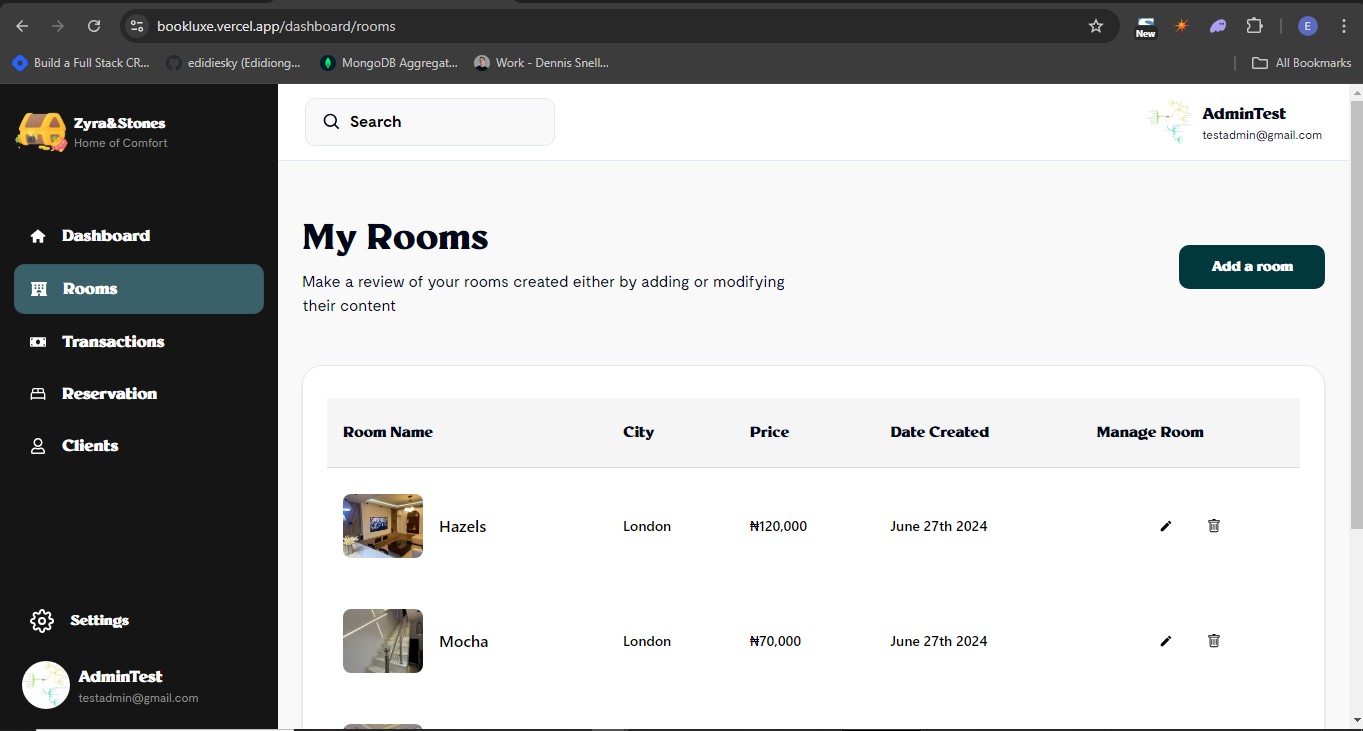 bookluxe.vercel.app/dashboard/rooms
New
E
Build a Full Stack CR...
edidiesky (Edidiong...
MongoDB Aggregat...
Work - Dennis Snell...
All Bookmarks
Zyra&Stones
Home of Comfort
Search
AdminTest
testadmin@gmail.com
Dashboard
Rooms
Transactions
Reservation
Clients
Settings
AdminTest
testadmin@gmail.com
My Rooms
Make a review of your rooms created either by adding or modifying
their content
Add a room
Room Name City Price Date Created Manage Room
Hazels London ₦120,000 June 27th 2024
Mocha London ₦70,000 June 27th 2024